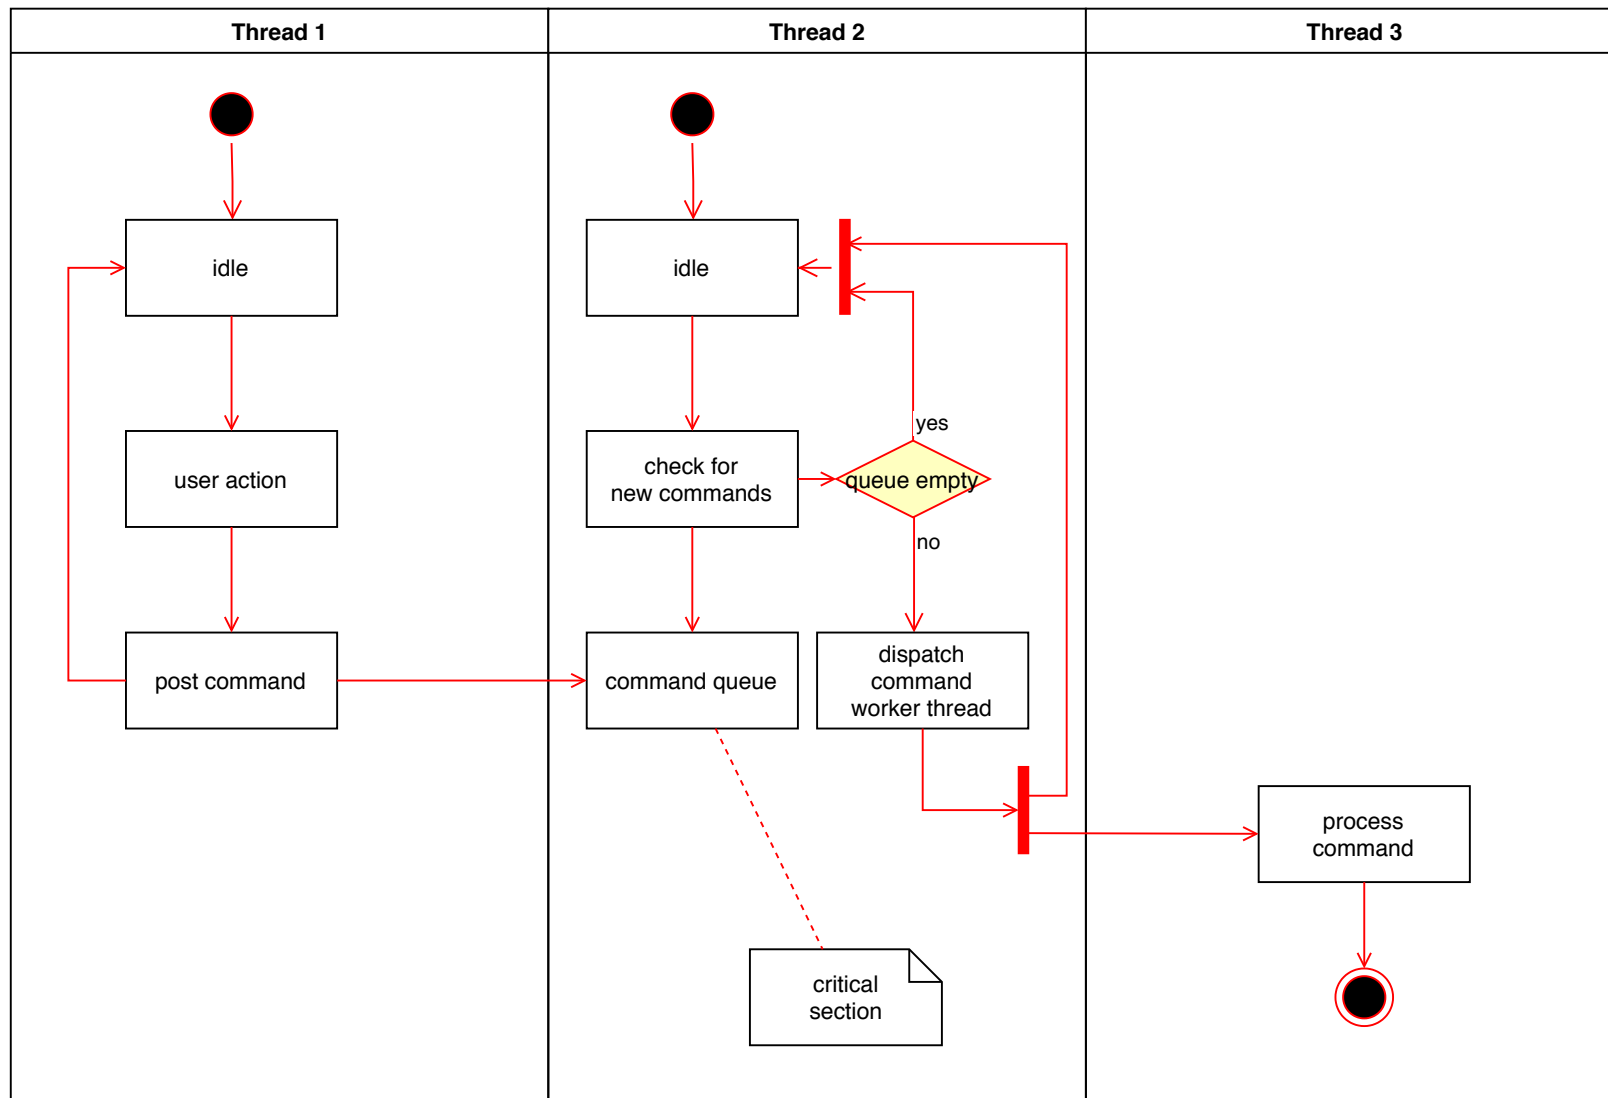 Thread 1
Thread 2
Thread 3
idle
idle
user action
check for
new commands
yes
queue empty
no
post command
command queue
dispatch
command
worker thread
process
command
critical
section